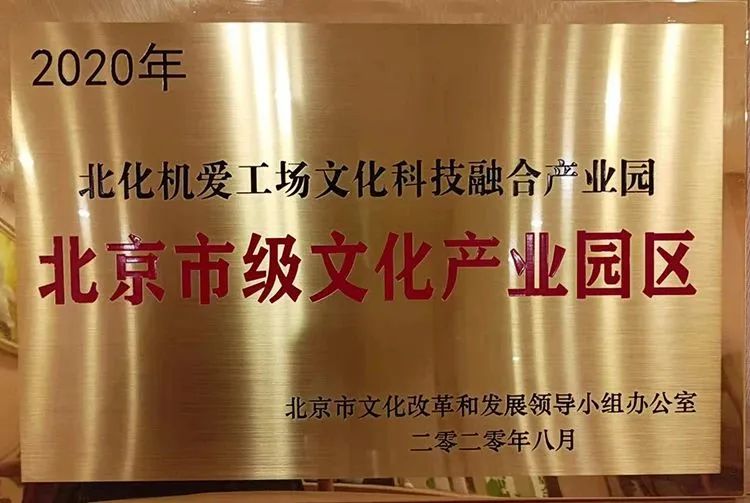 2020年
北化机爱工场文化科技融合产业园
北京市级文化产业园区
北京市文化改革和发展领导小组办公室
二零二零年八月